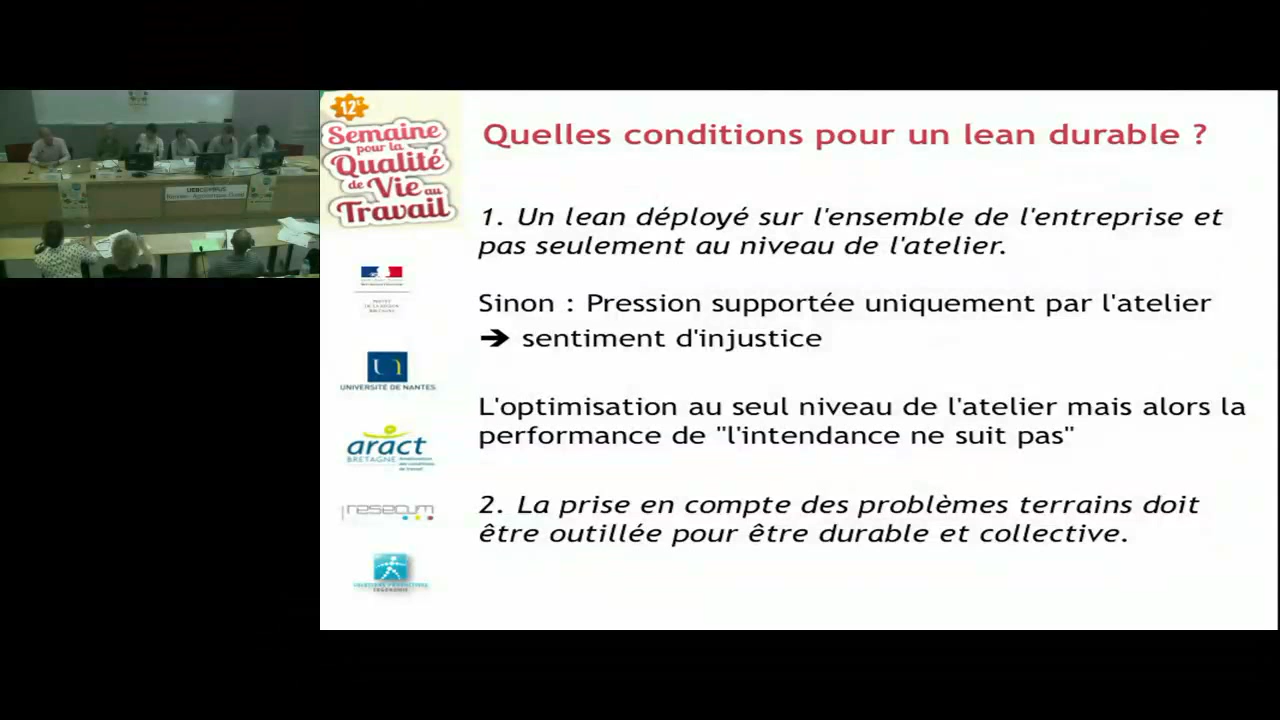 12e
Semaine
pour la
Qualité
de Vie au
Travail
UNIVERSITÉ DE NANTES
aract
BRETAGNE
resecum
Quelles conditions pour un lean durable ?
1. Un lean déployé sur l'ensemble de l'entreprise et
pas seulement au niveau de l'atelier.
Sinon : Pression supportée uniquement par l'atelier
➔ sentiment d'injustice
L'optimisation au seul niveau de l'atelier mais alors la
performance de "l'intendance ne suit pas"
2. La prise en compte des problèmes terrains doit
être outillée pour être durable et collective.